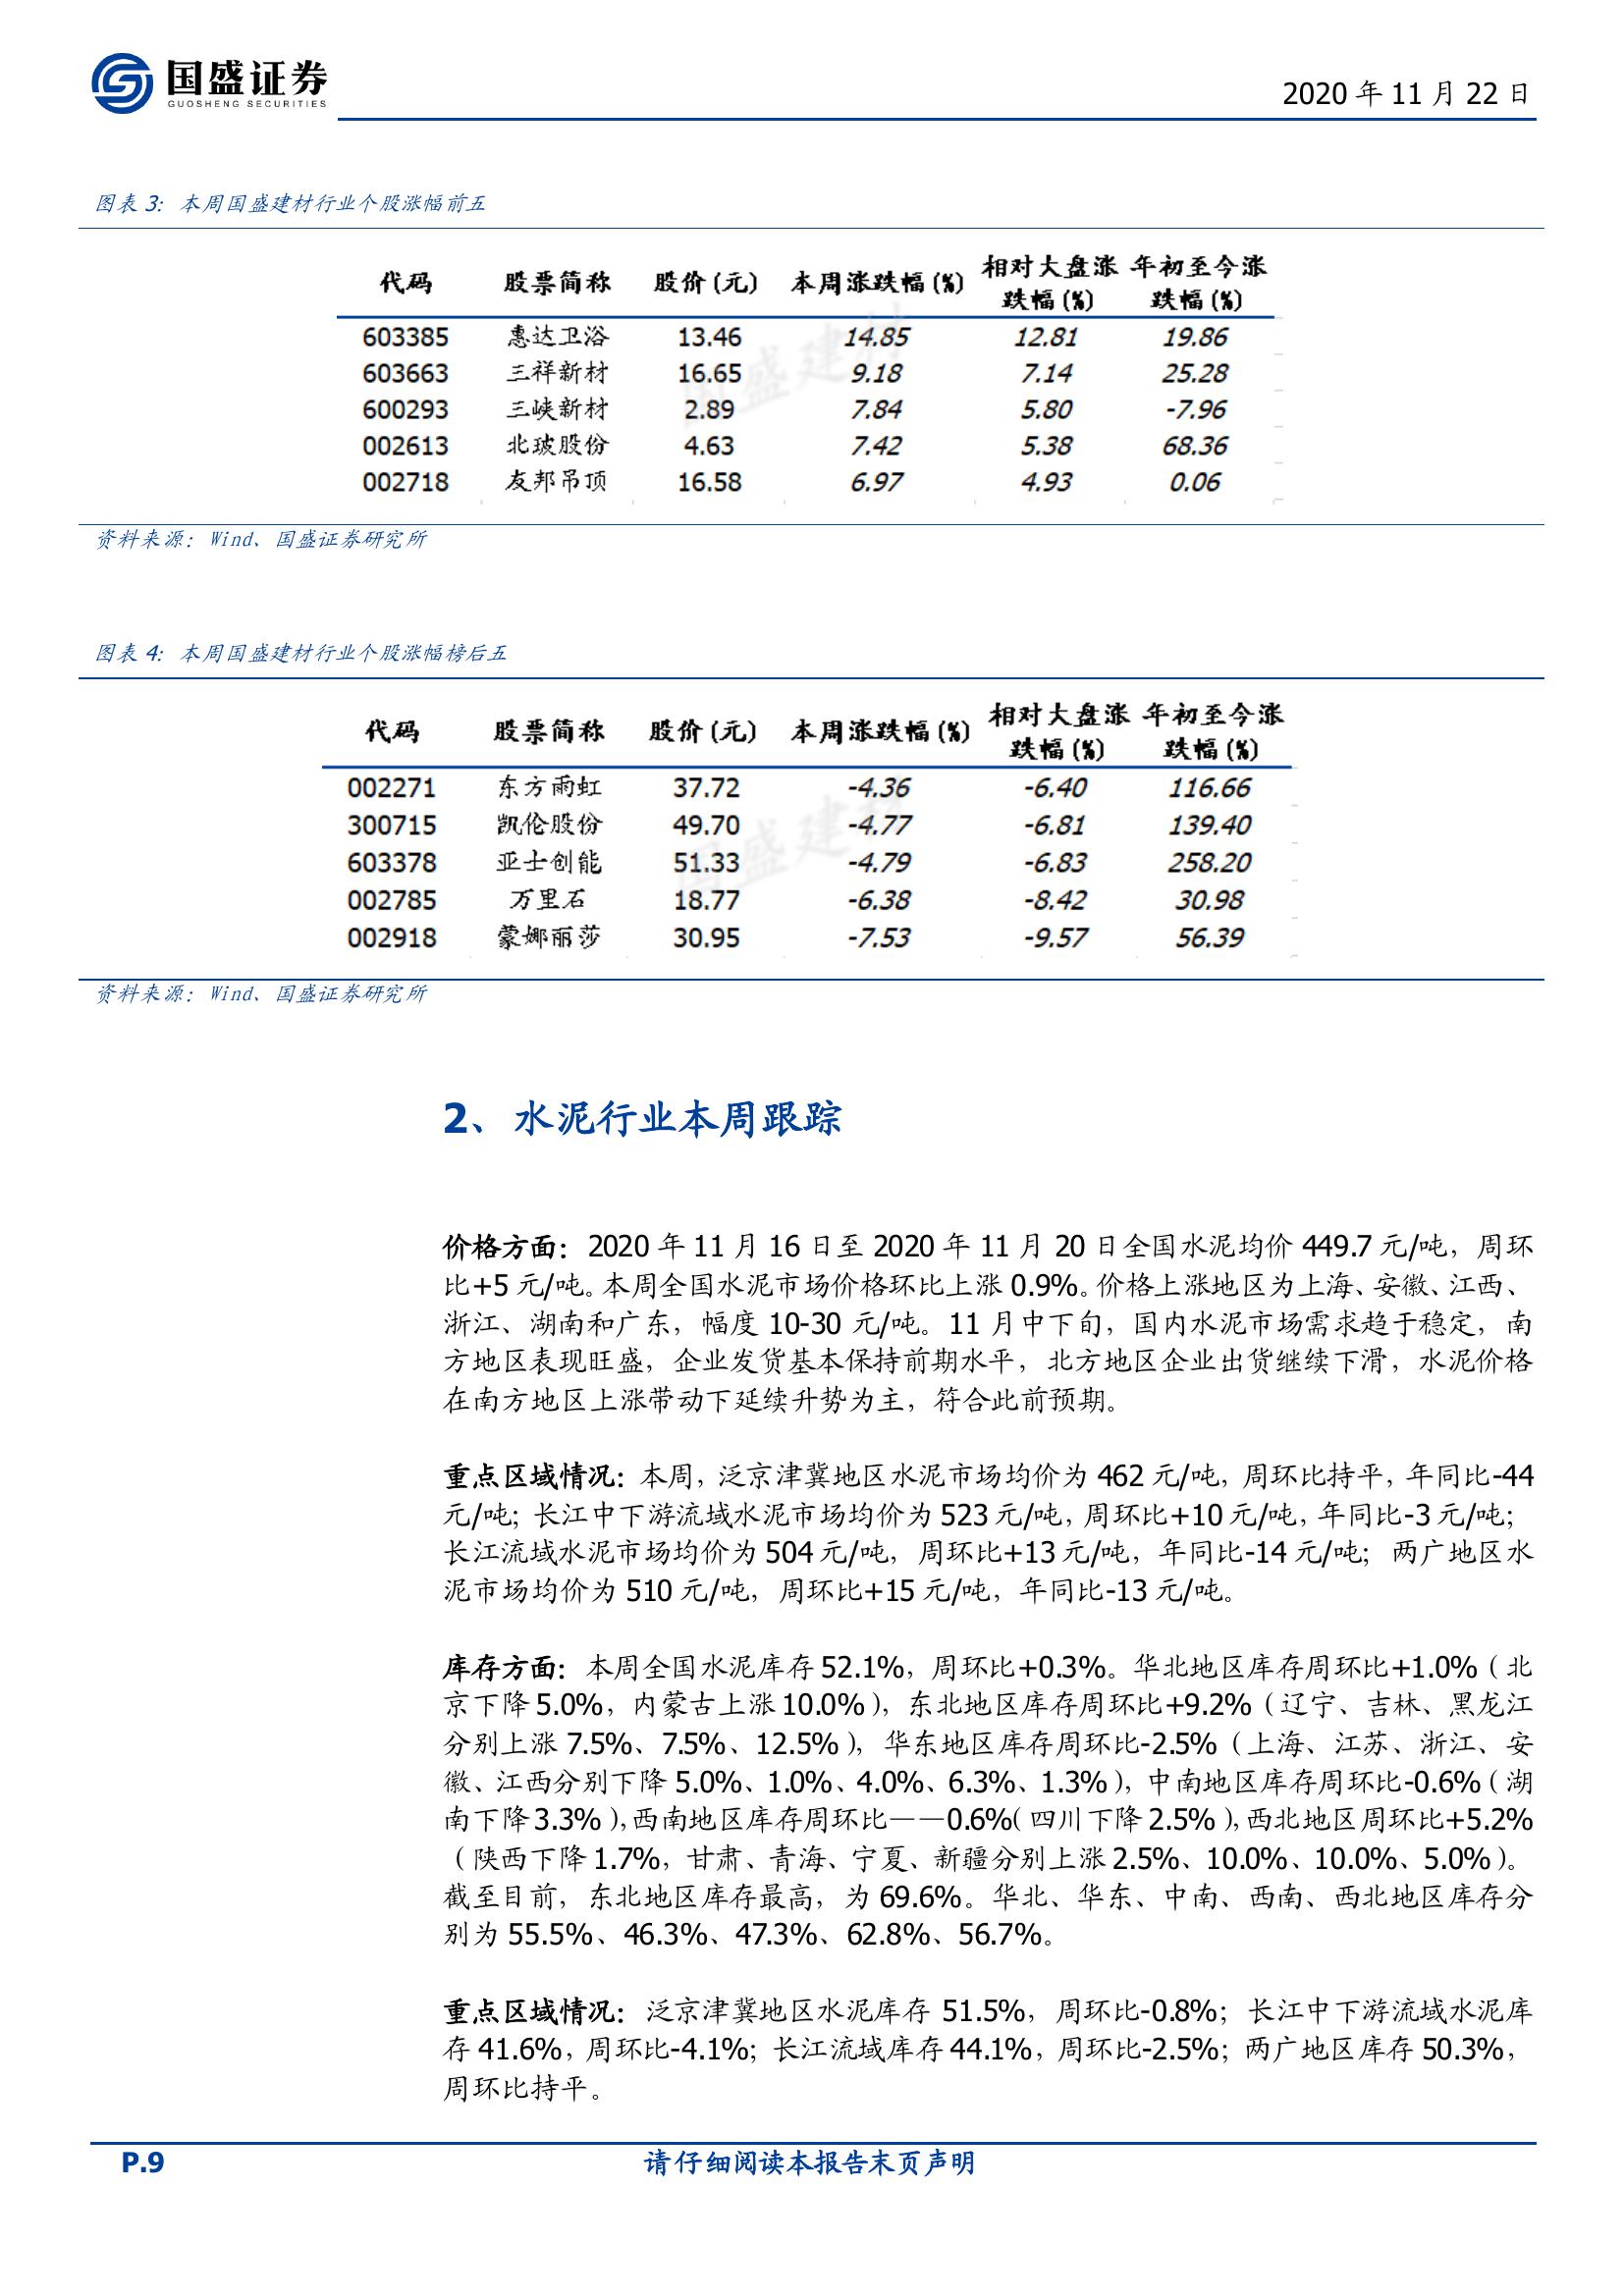 国盛证券
GUOSHENG SECURITIES
2020 年 11 月 22 日
图表 3: 本周国盛建材行业个股涨幅前五
代码 股票简称 股价(元) 本周涨跌幅(%) 相对大盘涨跌幅(%) 年初至今涨跌幅(%)
603385 惠达卫浴 13.46 14.85 12.81 19.86
603663 三祥新材 16.65 9.18 7.14 25.28
600293 三峡新材 2.89 7.84 5.80 -7.96
002613 北玻股份 4.63 7.42 5.38 68.36
002718 友邦吊顶 16.58 6.97 4.93 0.06
国盛建材
资料来源：Wind、国盛证券研究所
图表 4: 本周国盛建材行业个股涨幅榜后五
代码 股票简称 股价(元) 本周涨跌幅(%) 相对大盘涨跌幅(%) 年初至今涨跌幅(%)
002271 东方雨虹 37.72 -4.36 -6.40 116.66
300715 凯伦股份 49.70 -4.77 -6.81 139.40
603378 亚士创能 51.33 -4.79 -6.83 258.20
002785 万里石 18.77 -6.38 -8.42 30.98
002918 蒙娜丽莎 30.95 -7.53 -9.57 56.39
国盛建材
资料来源：Wind、国盛证券研究所
2、水泥行业本周跟踪
价格方面：2020 年 11 月 16 日至 2020 年 11 月 20 日全国水泥均价 449.7 元/吨，周环
比+5 元/吨。本周全国水泥市场价格环比上涨 0.9%。价格上涨地区为上海、安徽、江西、
浙江、湖南和广东，幅度 10-30 元/吨。11 月中下旬，国内水泥市场需求趋于稳定，南
方地区表现旺盛，企业发货基本保持前期水平，北方地区企业出货继续下滑，水泥价格
在南方地区上涨带动下延续升势为主，符合此前预期。
重点区域情况：本周，泛京津冀地区水泥市场均价为 462 元/吨，周环比持平，年同比-44
元/吨；长江中下游流域水泥市场均价为 523 元/吨，周环比+10 元/吨，年同比-3 元/吨；
长江流域水泥市场均价为 504 元/吨，周环比+13 元/吨，年同比-14 元/吨；两广地区水
泥市场均价为 510 元/吨，周环比+15 元/吨，年同比-13 元/吨。
库存方面：本周全国水泥库存 52.1%，周环比+0.3%。华北地区库存周环比+1.0%（北
京下降 5.0%，内蒙古上涨 10.0%），东北地区库存周环比+9.2%（辽宁、吉林、黑龙江
分别上涨 7.5%、7.5%、12.5%），华东地区库存周环比-2.5%（上海、江苏、浙江、安
徽、江西分别下降 5.0%、1.0%、4.0%、6.3%、1.3%），中南地区库存周环比-0.6%（湖
南下降 3.3%），西南地区库存周环比——0.6%（四川下降 2.5%），西北地区周环比+5.2%
（陕西下降 1.7%，甘肃、青海、宁夏、新疆分别上涨 2.5%、10.0%、10.0%、5.0%）。
截至目前，东北地区库存最高，为 69.6%。华北、华东、中南、西南、西北地区库存分
别为 55.5%、46.3%、47.3%、62.8%、56.7%。
重点区域情况：泛京津冀地区水泥库存 51.5%，周环比-0.8%；长江中下游流域水泥库
存 41.6%，周环比-4.1%；长江流域库存 44.1%，周环比-2.5%；两广地区库存 50.3%，
周环比持平。
P.9 请仔细阅读本报告末页声明